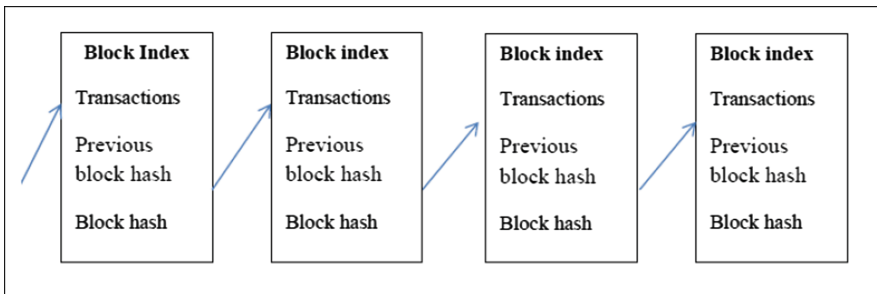 Block Index
Transactions
Previous
block hash
Block hash
Block index
Transactions
Previous
block hash
Block hash
Block index
Transactions
Previous
block hash
Block hash
Block index
Transactions
Previous
block hash
Block hash